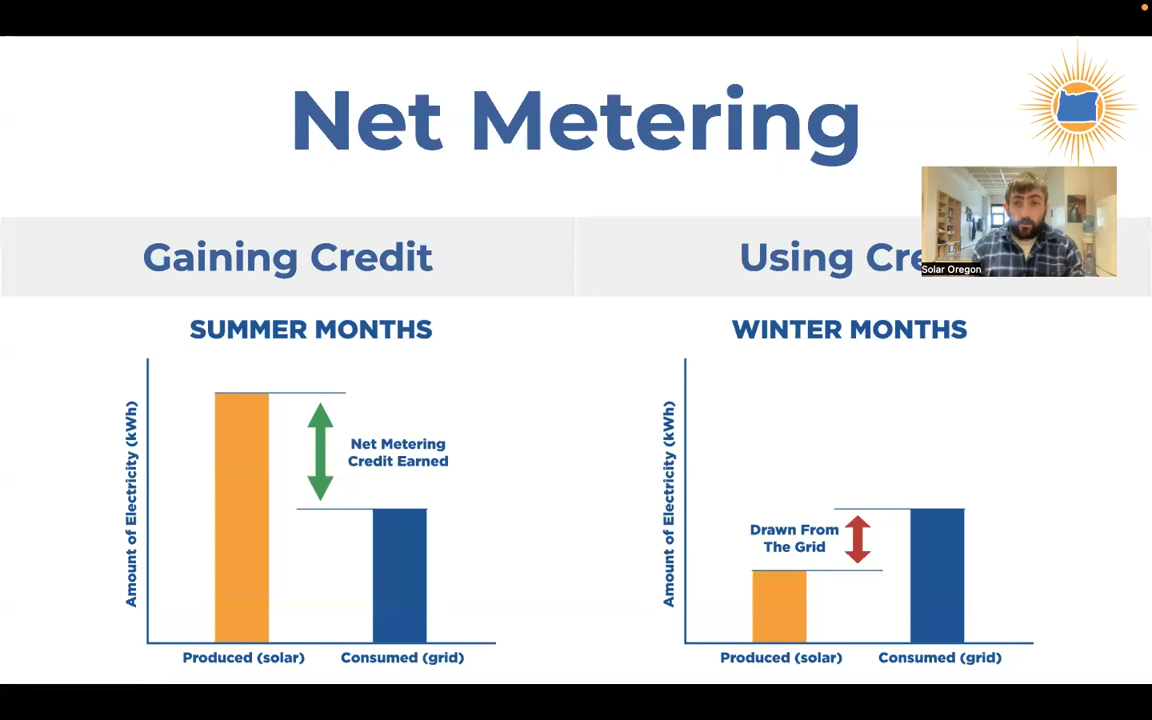 Net Metering
Gaining Credit
Using Cre
Solar Oregon
SUMMER MONTHS
Amount of Electricity (kWh)
Net Metering
Credit Earned
Produced (solar)
Consumed (grid)
WINTER MONTHS
Amount of Electricity (kWh)
Drawn From
The Grid
Produced (solar)
Consumed (grid)